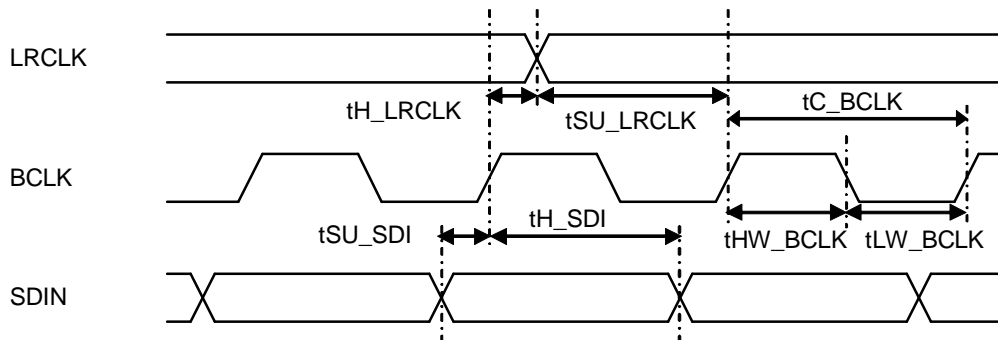 LRCLK
tH_LRCLK
tSU_LRCLK
tC_BCLK
BCLK
tSU_SDI
tH_SDI
tHW_BCLK
tLW_BCLK
SDIN